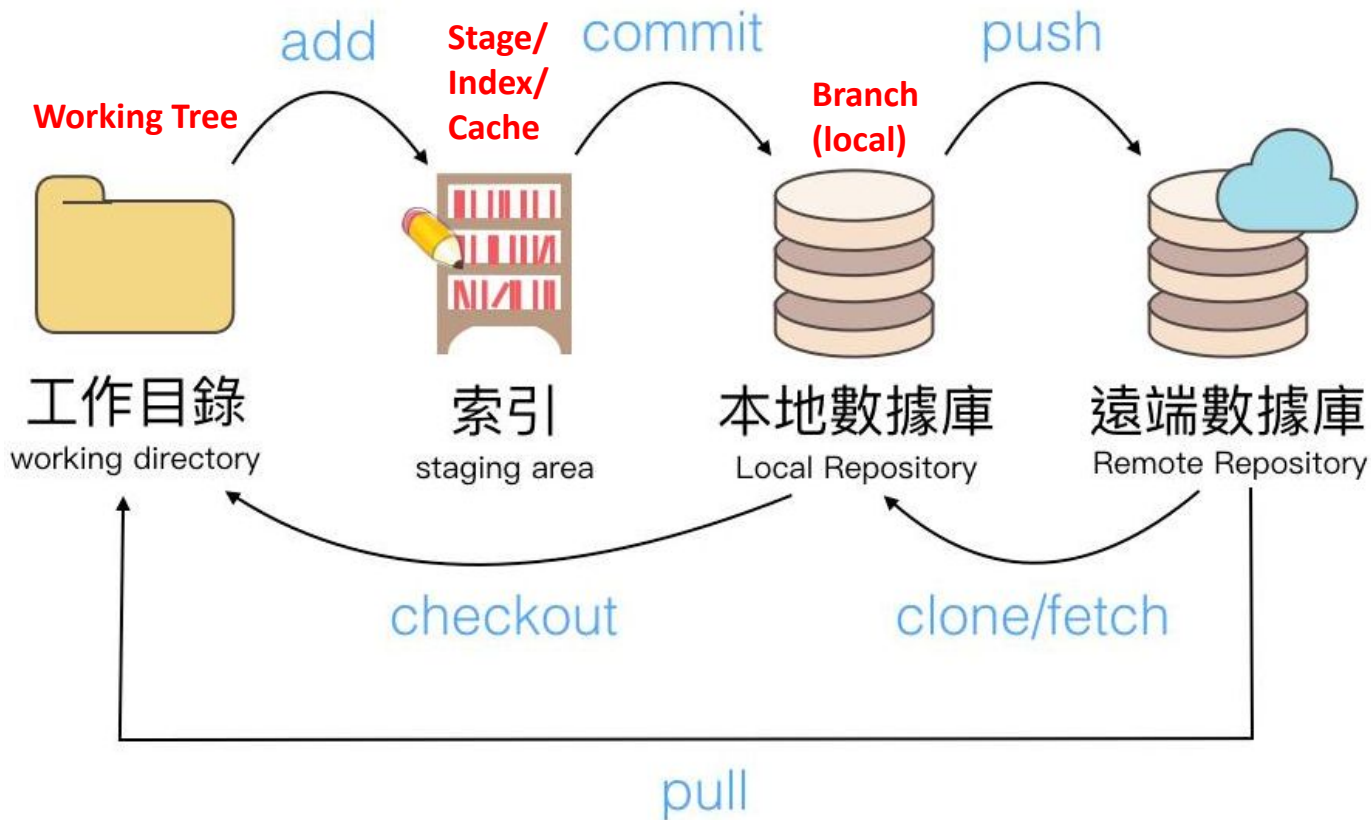 add
Stage/
Index/
Cache
commit
push
Working Tree
Branch
(local)
工作目錄
working directory
索引
staging area
本地數據庫
Local Repository
遠端數據庫
Remote Repository
checkout
clone/fetch
pull